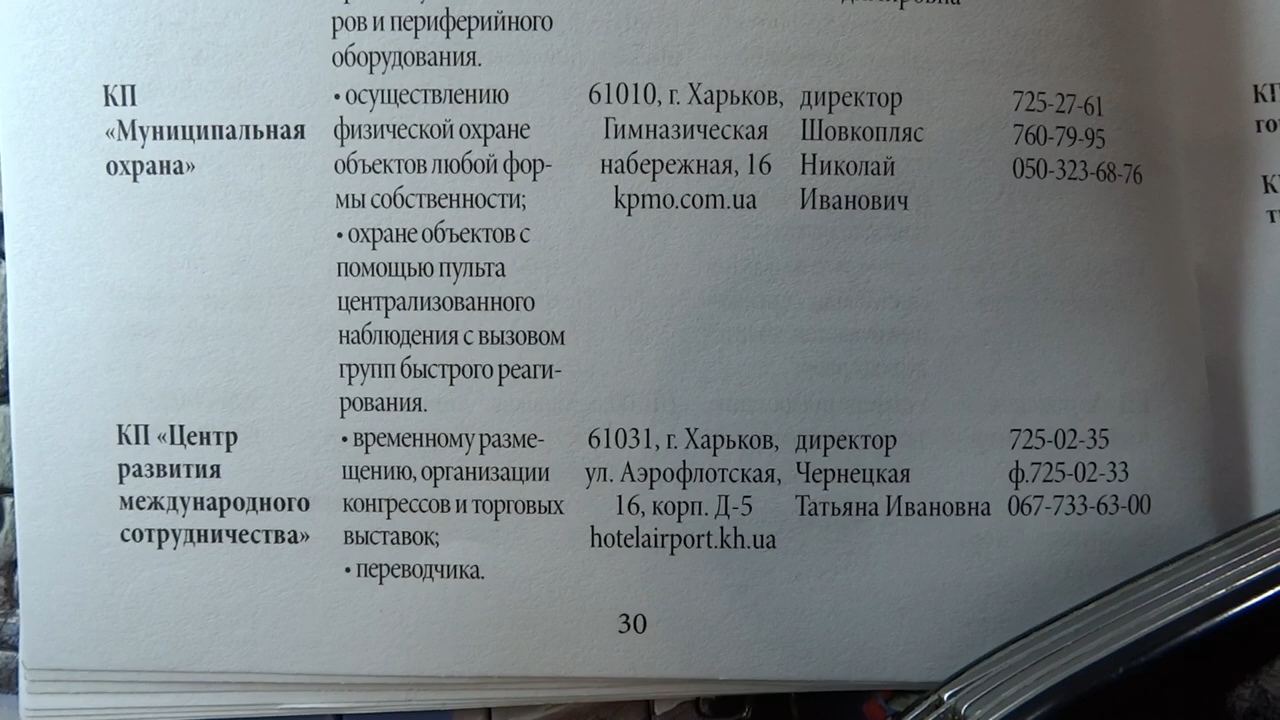 ров и периферийного
оборудования.
КП
«Муниципальная
охрана»
• осуществлению
физической охране
объектов любой фор-
мы собственности;
• охране объектов с
помощью пульта
централизованного
наблюдения с вызовом
групп быстрого реаги-
рования.
61010, г. Харьков,
Гимназическая
набережная, 16
kpmo.com.ua
директор
Шовкопляс
Николай
Иванович
725-27-61
760-79-95
050-323-68-76
КП «Центр
развития
международного
сотрудничества»
• временному разме-
щению, организации
конгрессов и торговых
выставок;
• переводчика.
61031, г. Харьков,
ул. Аэрофлотская,
16, корп. Д-5
hotelairport.kh.ua
директор
Чернецкая
Татьяна Ивановна
725-02-35
ф.725-02-33
067-733-63-00
30